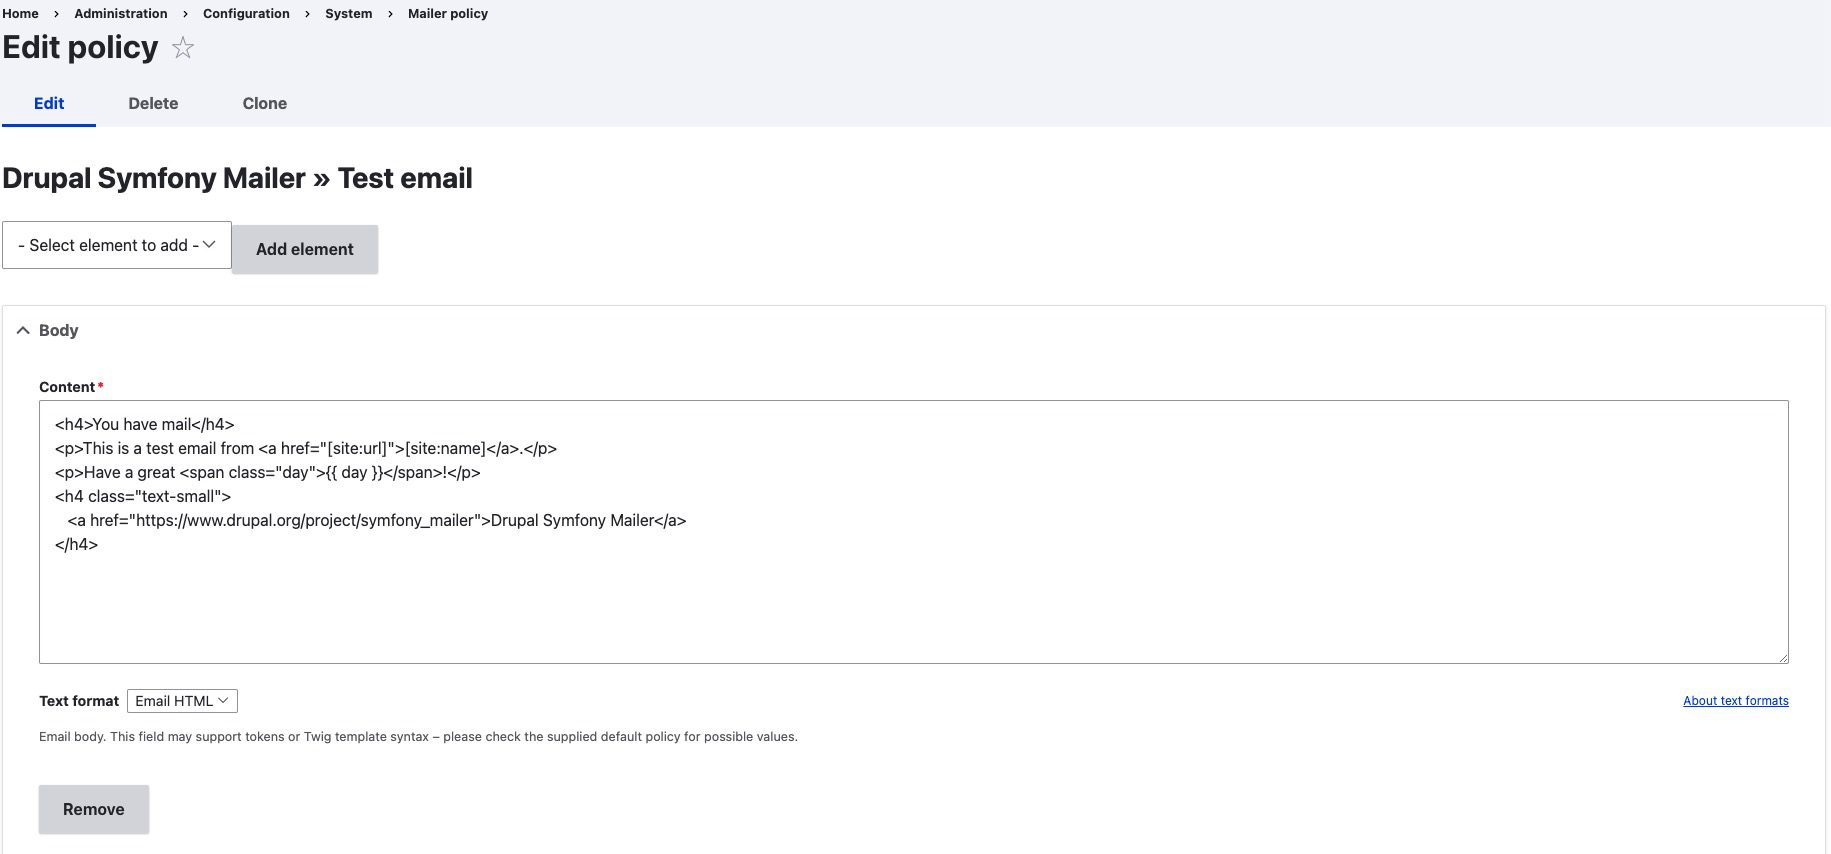 Home › Administration › Configuration › System › Mailer policy
Edit policy ☆
Edit Delete Clone
Drupal Symfony Mailer » Test email
- Select element to add - Add element
Body
Content*
<h4>You have mail</h4>
<p>This is a test email from <a href="[site:url]">[site:name]</a>.</p>
<p>Have a great <span class="day">{{ day }}</span>!</p>
<h4 class="text-small">
<a href="https://www.drupal.org/project/symfony_mailer">Drupal Symfony Mailer</a>
</h4>
Text format Email HTML About text formats
Email body. This field may support tokens or Twig template syntax – please check the supplied default policy for possible values.
Remove